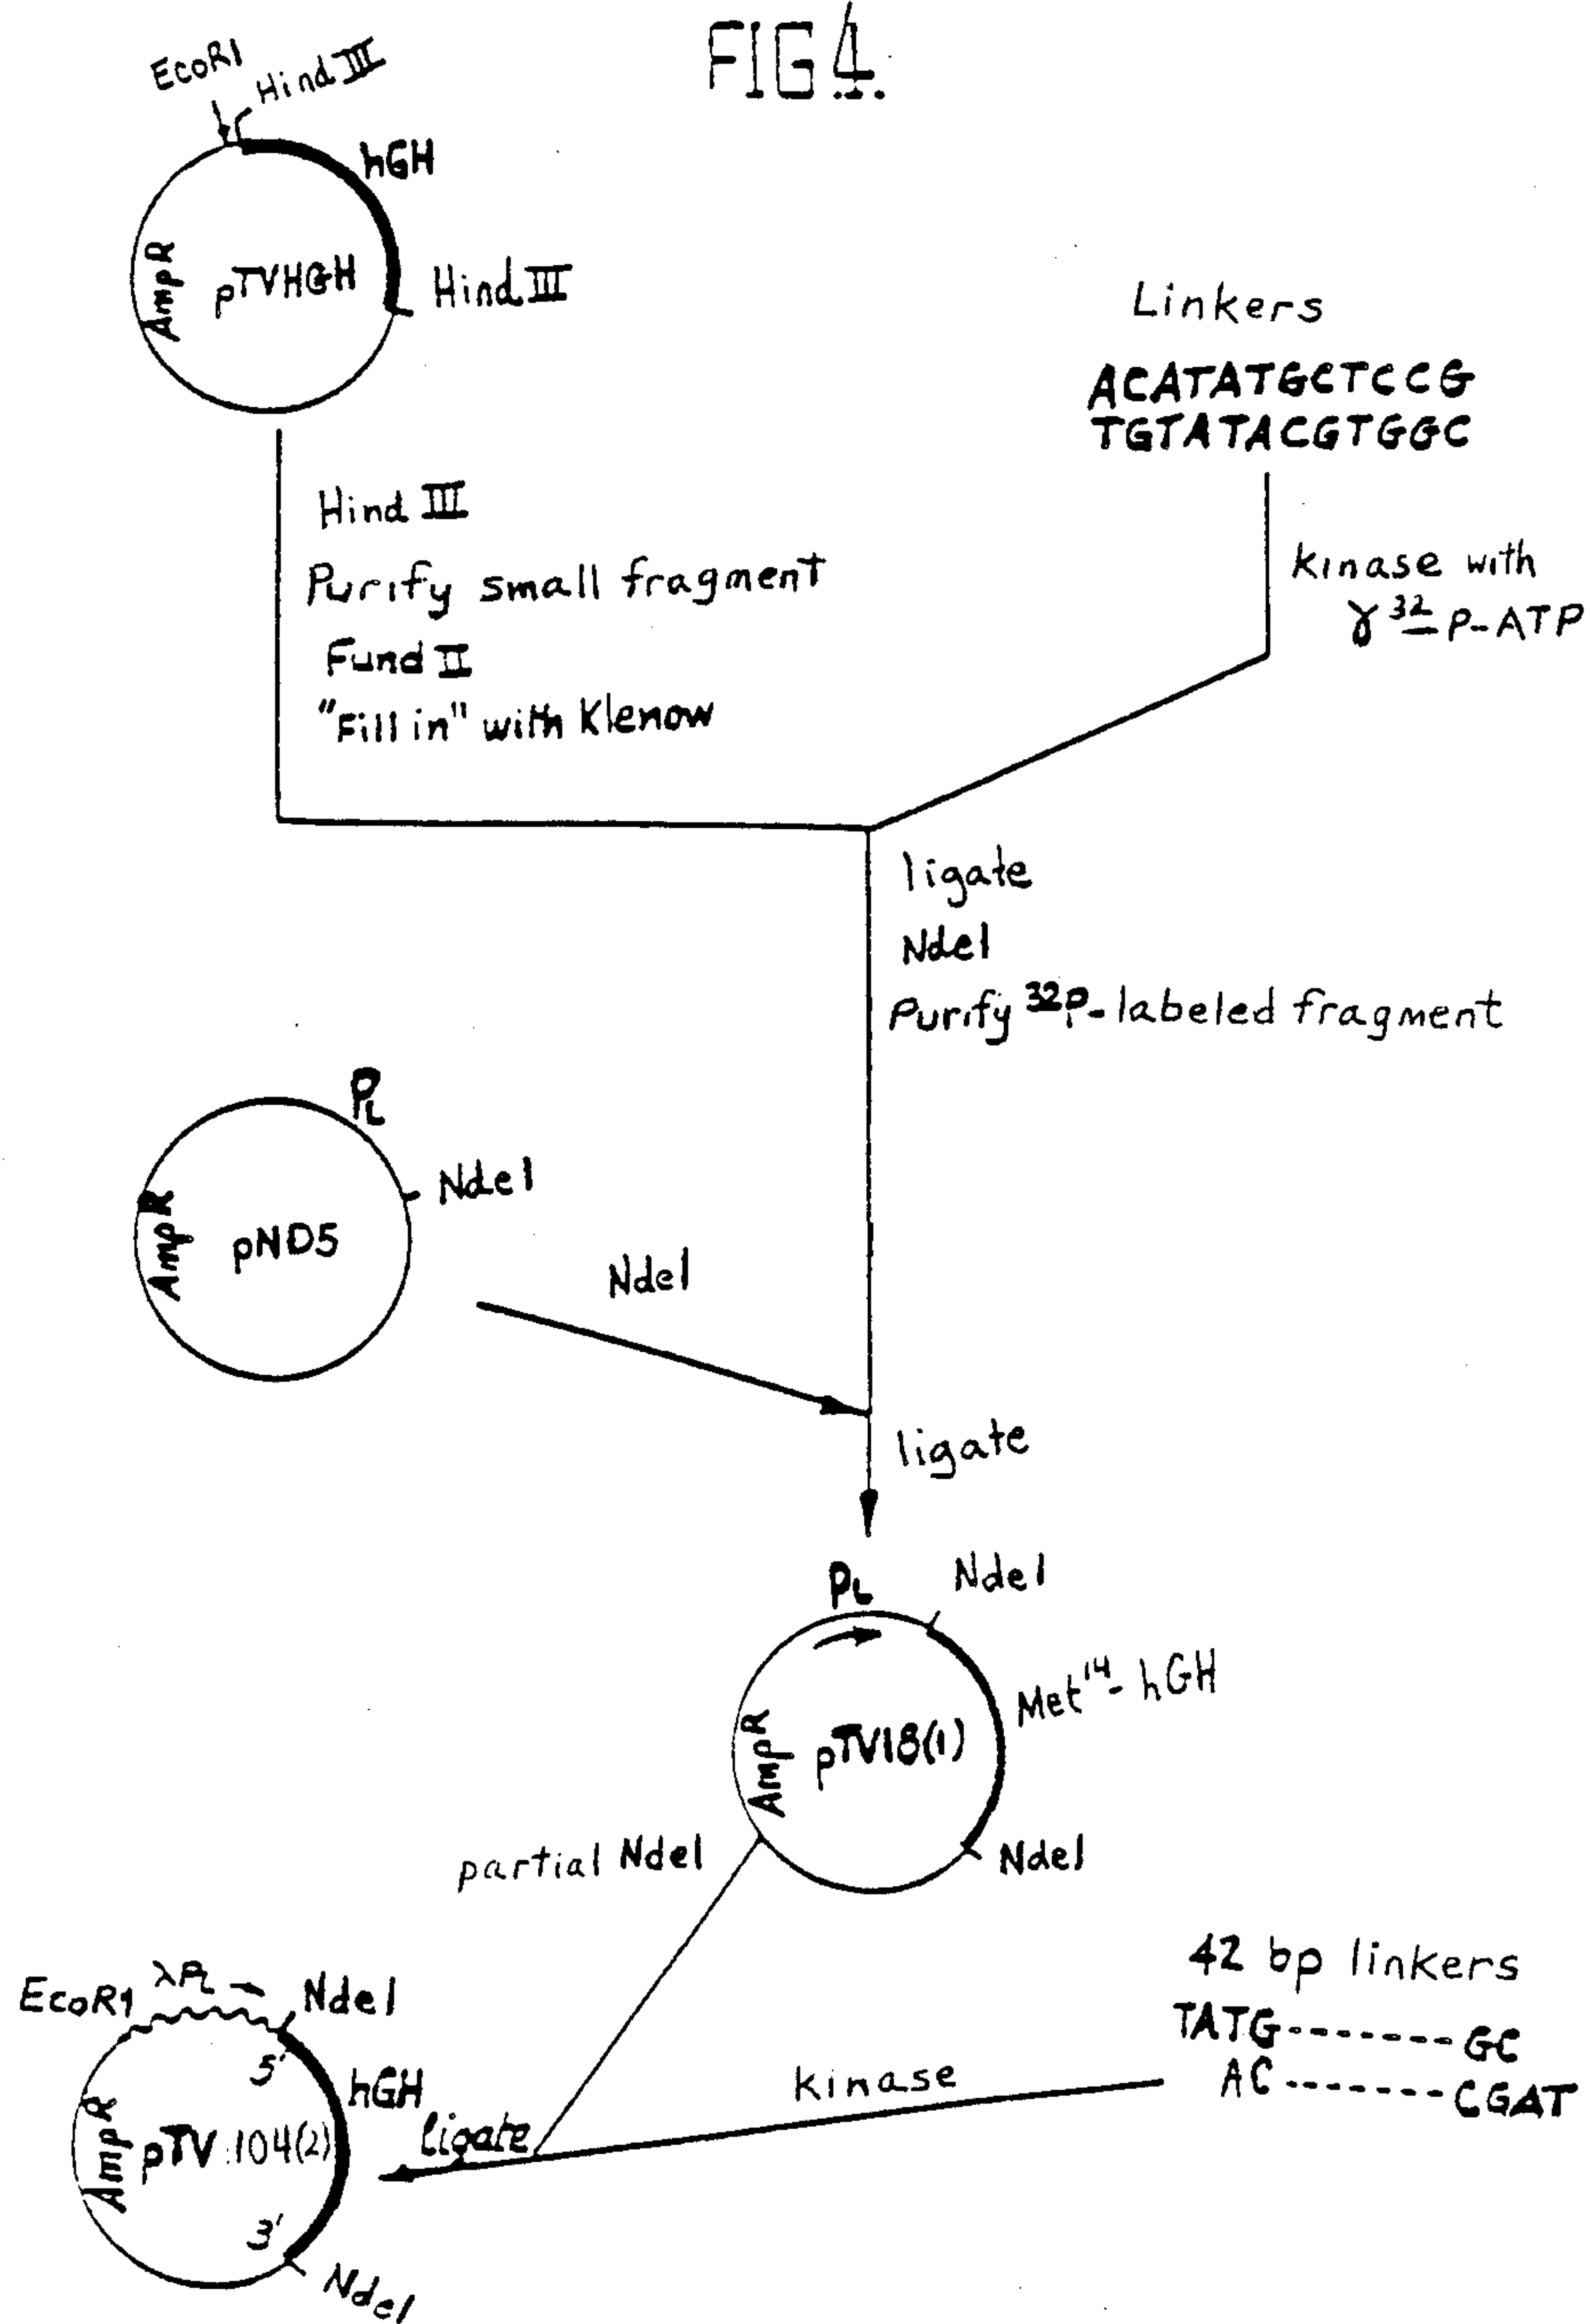 FIG 4.
EcoR1
Hind III
hGH
AmpR
pTVHGH
Hind III
Linkers
ACATATGCTCCG
TGTATACGTGGC
Hind III
Purify small fragment
Fund II
"Fill in" with Klenow
kinase with
γ 32 P-ATP
ligate
NdeI
Purify 32P-labeled fragment
PL
NdeI
AmpR
pND5
NdeI
ligate
PL
NdeI
Met14-hGH
AmpR
pTV18(1)
partial NdeI
NdeI
42 bp linkers
TATG-------GC
AC-------CGAT
EcoR1
λPL
NdeI
5'
hGH
kinase
AmpR
pTV 104(2)
ligate
3'
NdeI